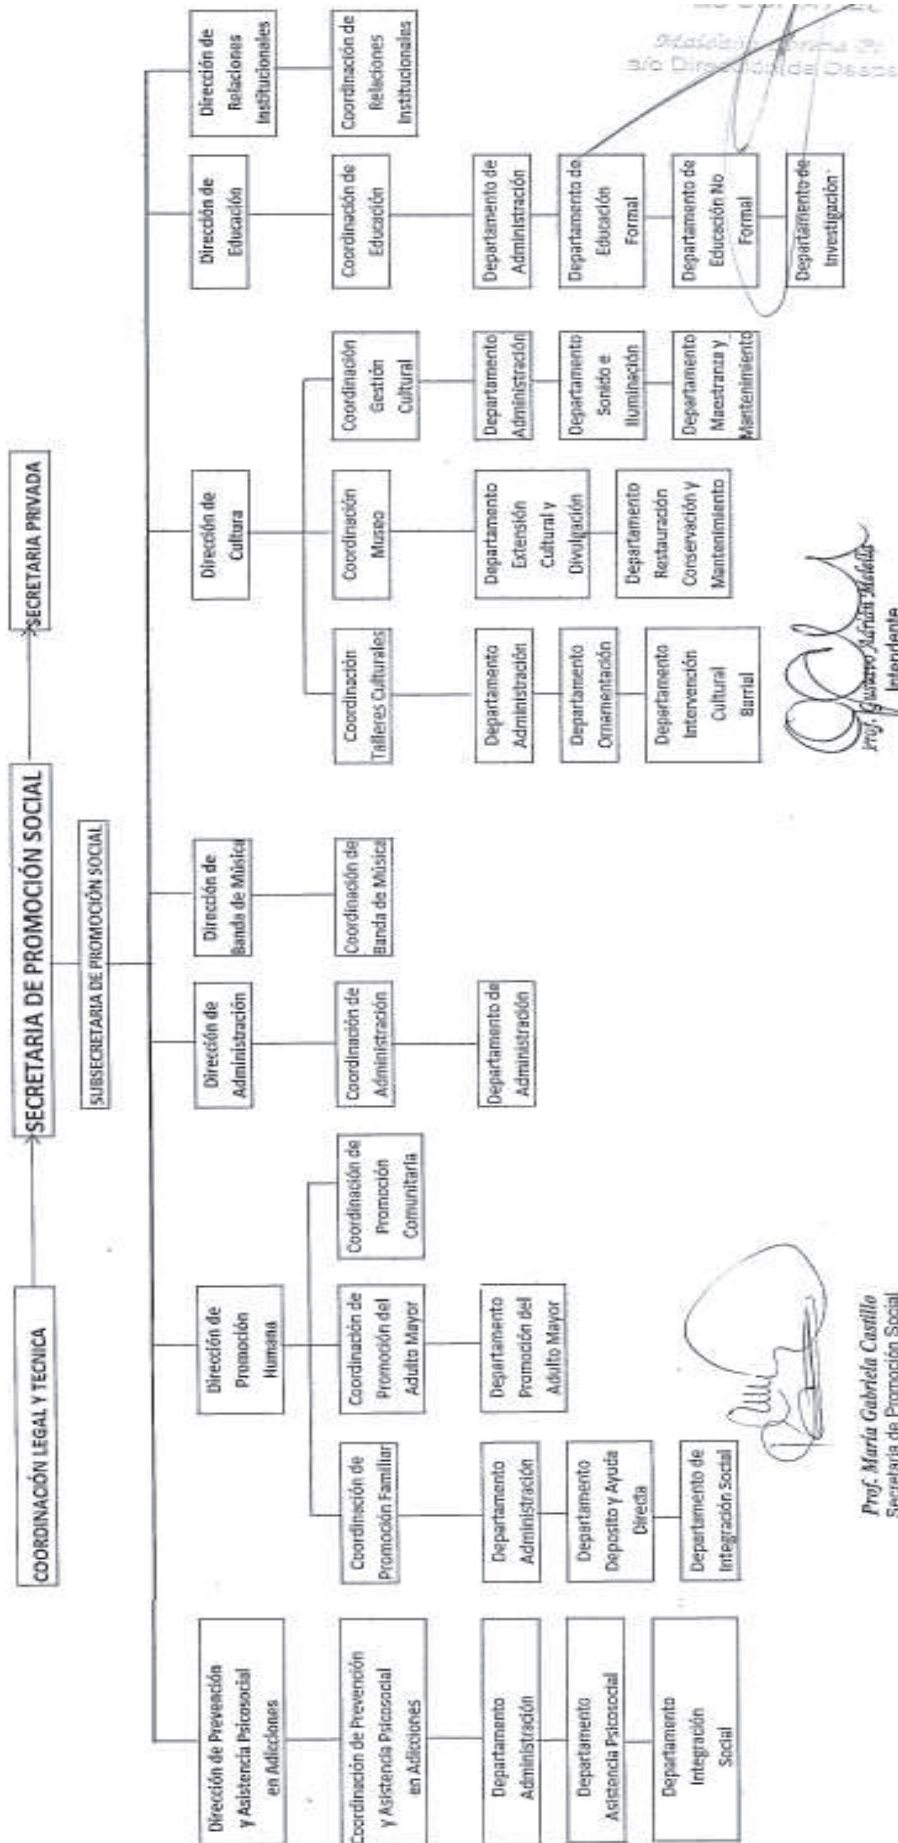 COORDINACIÓN LEGAL Y TECNICA
SECRETARIA DE PROMOCIÓN SOCIAL
SECRETARIA PRIVADA
SUBSECRETARIA DE PROMOCIÓN SOCIAL
Dirección de Prevención
y Asistencia Psicosocial
en Adicciones
Coordinación de Prevención
y Asistencia Psicosocial
en Adicciones
Departamento
Administración
Departamento
Asistencia Psicosocial
Departamento
Integración
Social
Dirección de
Promoción
Humana
Coordinación de
Promoción Familiar
Departamento
Administración
Departamento
Deposito y Ayuda
Directa
Departamento de
Integración Social
Coordinación de
Promoción del
Adulto Mayor
Departamento
Promoción del
Adulto Mayor
Coordinación de
Promoción
Comunitaria
Dirección de
Administración
Coordinación de
Administración
Departamento de
Administración
Dirección de
Banda de Música
Coordinación de
Banda de Música
Dirección de
Cultura
Coordinación
Talleres Culturales
Departamento
Administración
Departamento
Ornamentación
Departamento
Intervención
Cultural
Barrial
Coordinación
Museo
Departamento
Extensión
Cultural y
Divulgación
Departamento
Restauración
Conservación y
Mantenimiento
Coordinación
Gestión
Cultural
Departamento
Administración
Departamento
Sonido e
Iluminación
Departamento
Maestranza y
Mantenimiento
Dirección de
Educación
Coordinación de
Educación
Departamento de
Administración
Departamento de
Educación
Formal
Departamento de
Educación No
Formal
Departamento de
Investigación
Dirección de
Relaciones
Institucionales
Coordinación de
Relaciones
Institucionales
Prof. María Gabriela Castillo
Secretaria de Promoción Social
Prof. Gustavo Adrián Melella
Intendente